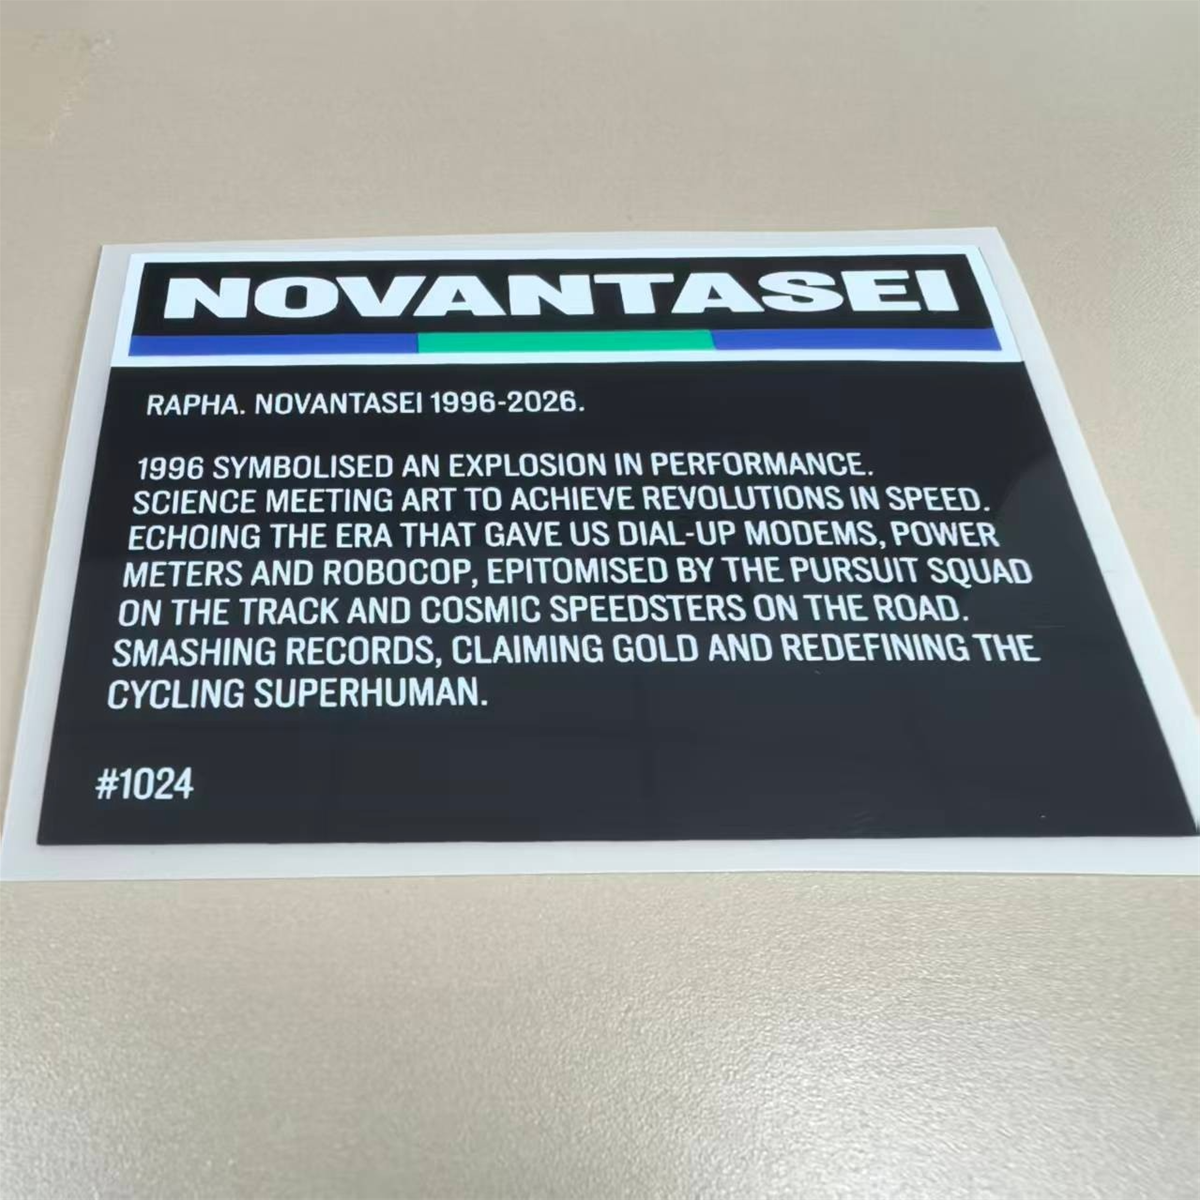 NOVANTASEI
RAPHA. NOVANTASEI 1996-2026.
1996 SYMBOLISED AN EXPLOSION IN PERFORMANCE.
SCIENCE MEETING ART TO ACHIEVE REVOLUTIONS IN SPEED.
ECHOING THE ERA THAT GAVE US DIAL-UP MODEMS, POWER
METERS AND ROBOCOP, EPITOMISED BY THE PURSUIT SQUAD
ON THE TRACK AND COSMIC SPEEDSTERS ON THE ROAD.
SMASHING RECORDS, CLAIMING GOLD AND REDEFINING THE
CYCLING SUPERHUMAN.
#1024